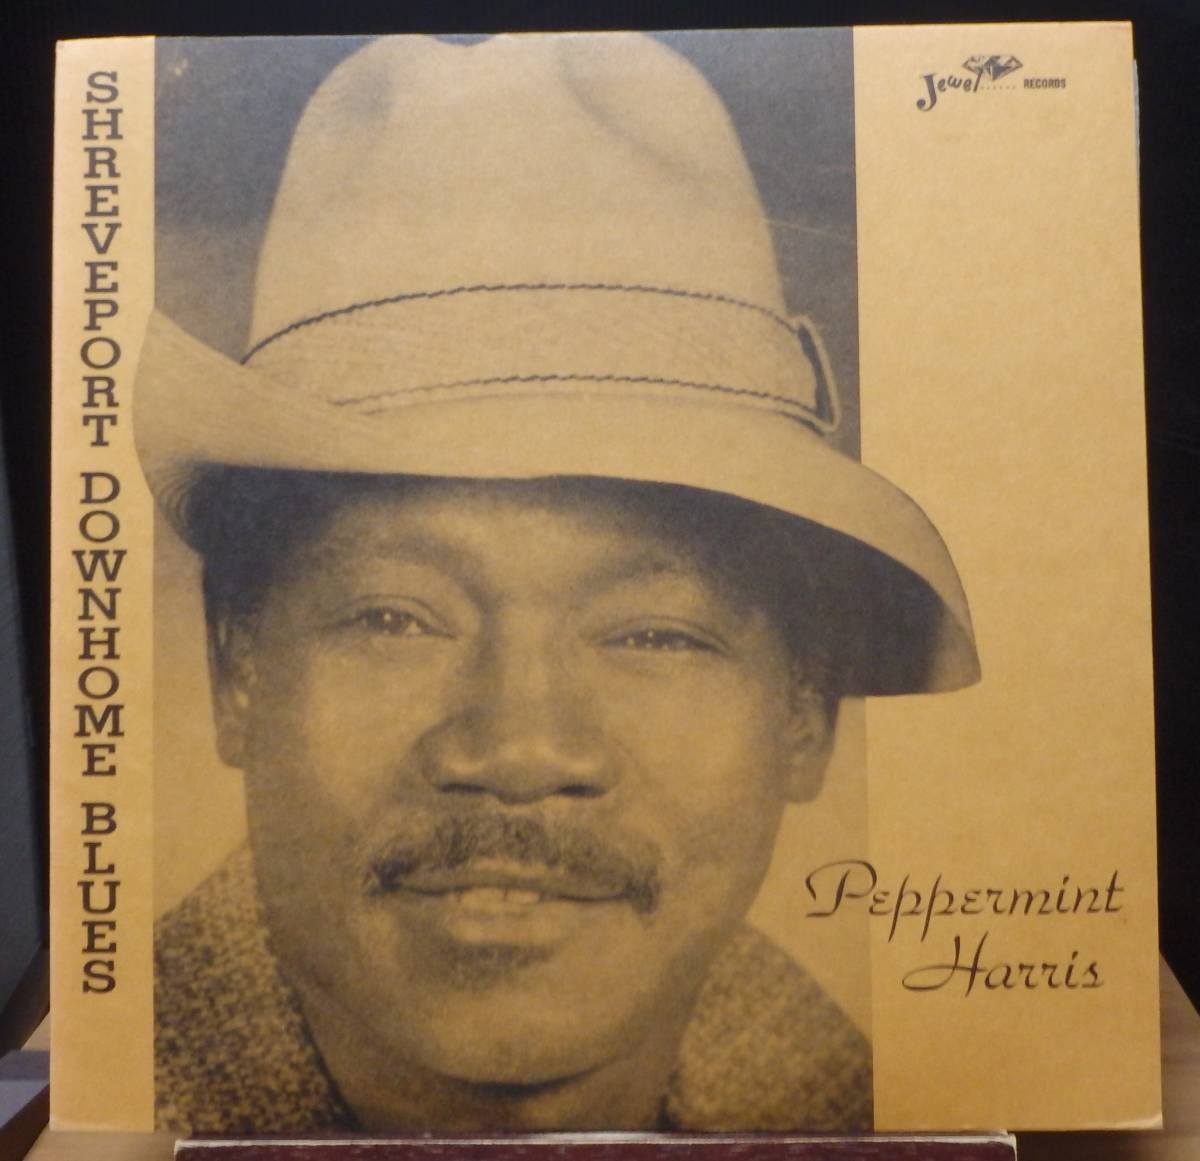 SHREVEPORT DOWNHOME BLUES
Jewel RECORDS
Peppermint
Harris